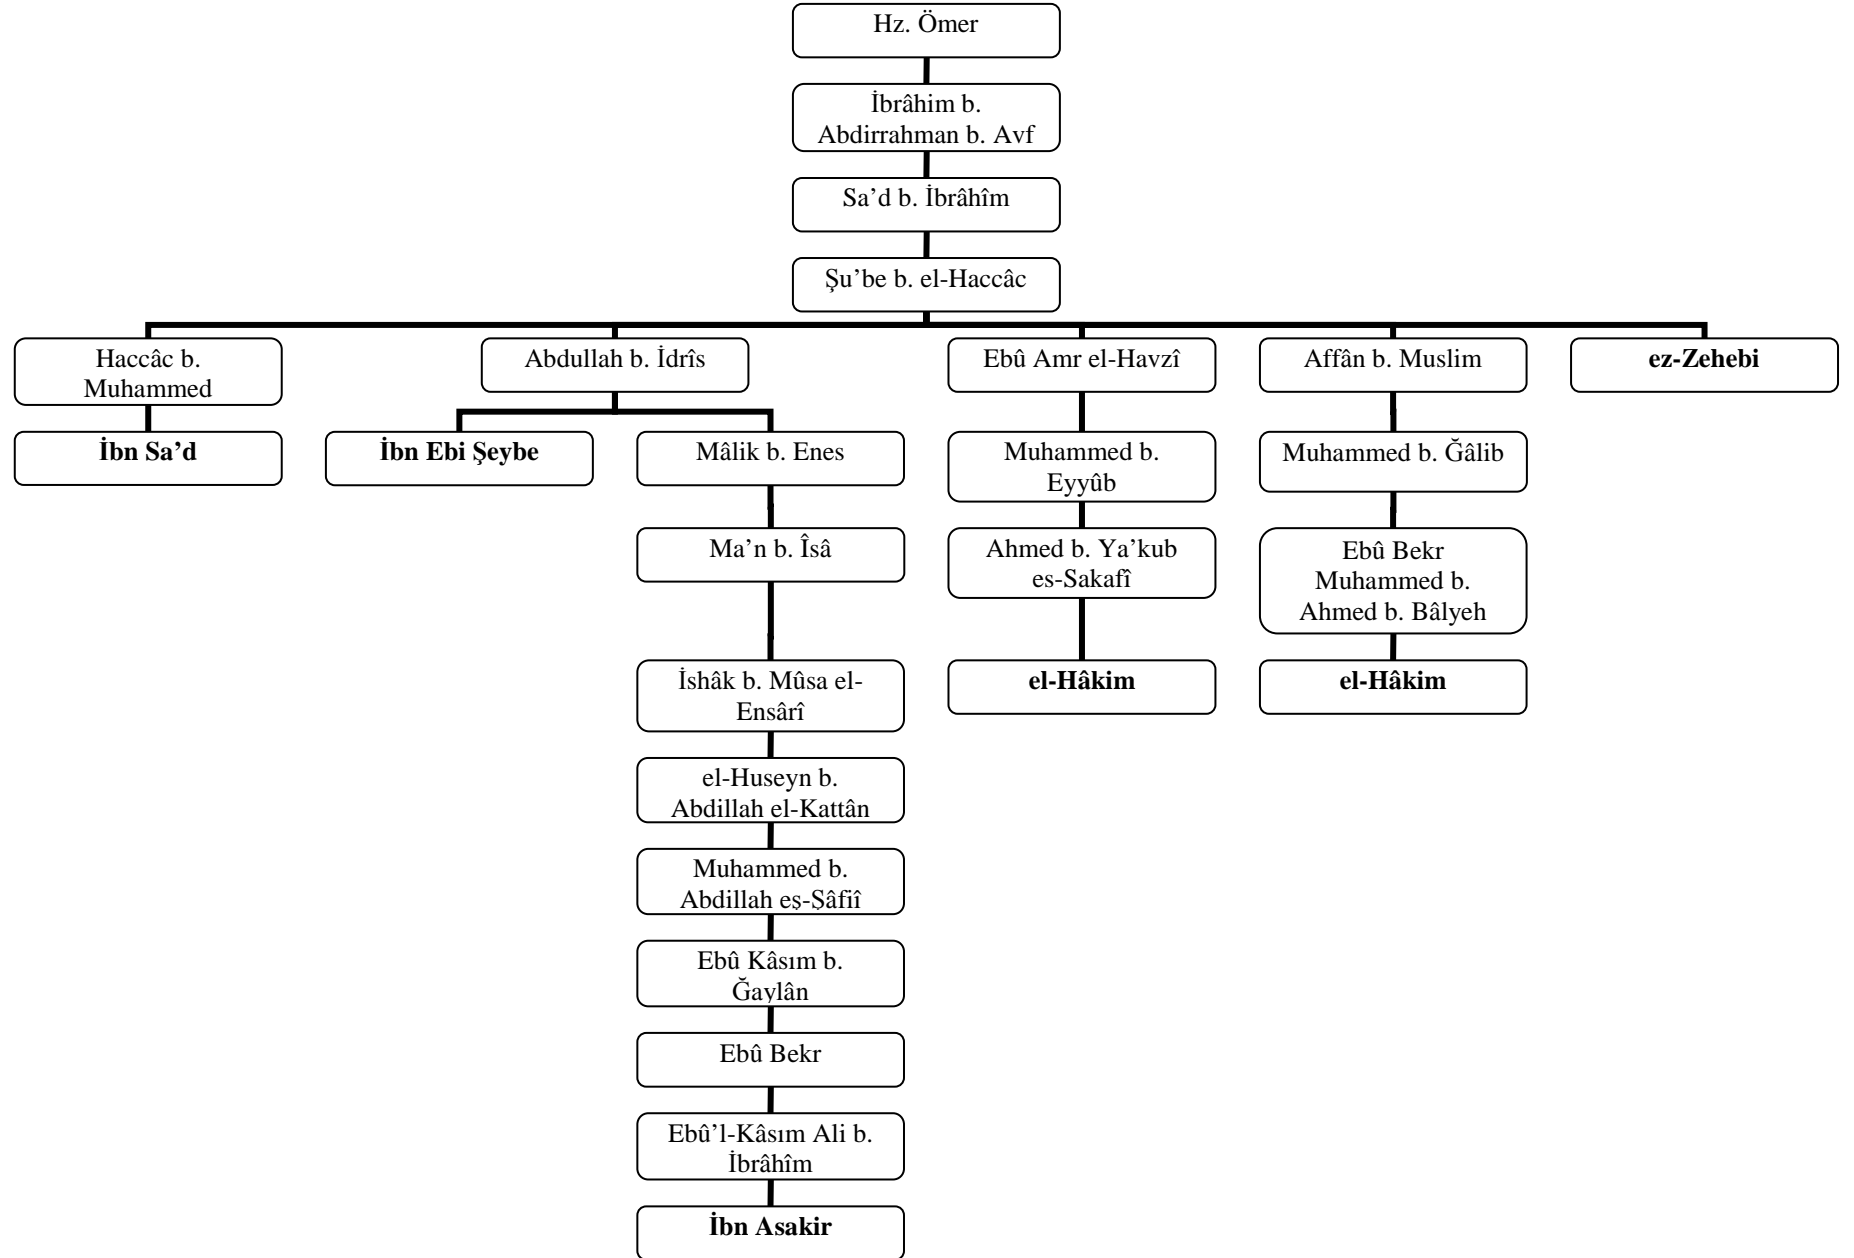 Hz. Ömer
İbrâhim b.
Abdirrahman b. Avf
Sa’d b. İbrâhîm
Şu’be b. el-Haccâc
Haccâc b.
Muhammed
Abdullah b. İdrîs
Ebû Amr el-Havzî
Affân b. Muslim
ez-Zehebi
İbn Sa’d
İbn Ebi Şeybe
Mâlik b. Enes
Muhammed b.
Eyyûb
Muhammed b. Ğâlib
Ma’n b. Îsâ
Ahmed b. Ya’kub
es-Sakafî
Ebû Bekr
Muhammed b.
Ahmed b. Bâlyeh
İshâk b. Mûsa el-
Ensârî
el-Hâkim
el-Hâkim
el-Huseyn b.
Abdillah el-Kattân
Muhammed b.
Abdillah eş-Şâfiî
Ebû Kâsım b.
Ğaylân
Ebû Bekr
Ebû’l-Kâsım Ali b.
İbrâhîm
İbn Asakir